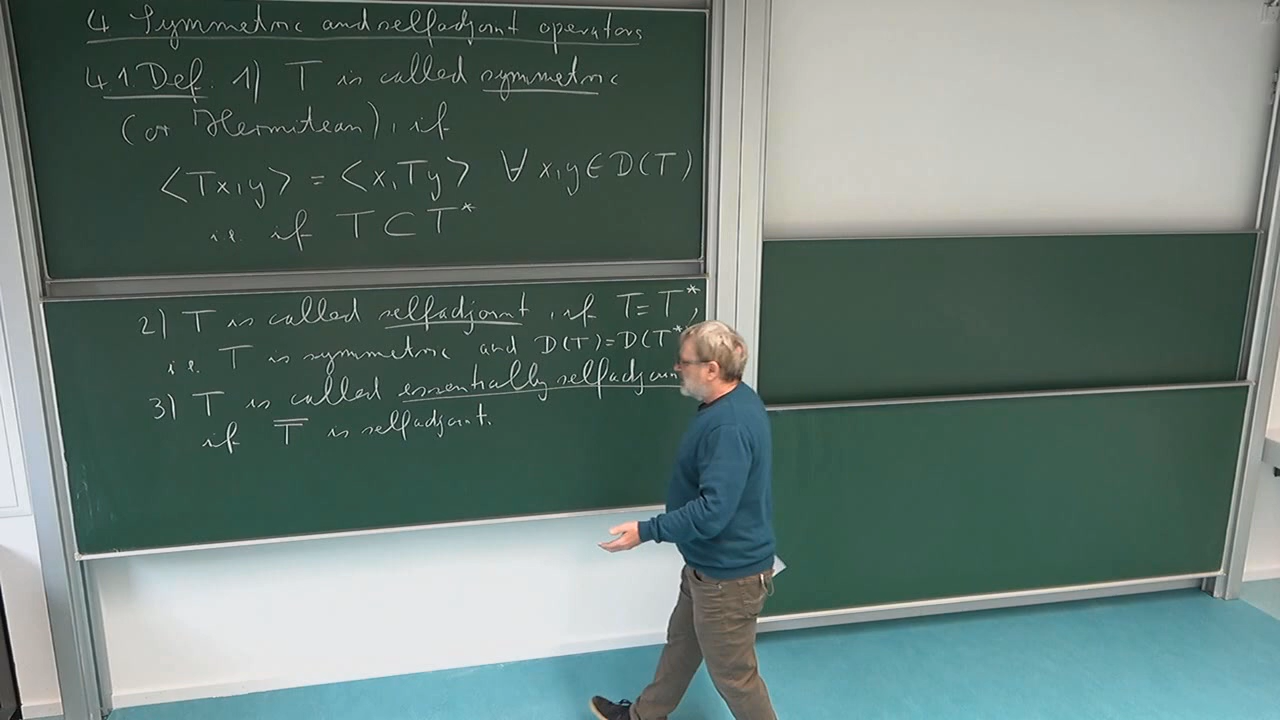 4 Symmetric and selfadjoint operators
4.1. Def. 1) T is called symmetric
(or Hermitean), if
<Tx,y> = <x,Ty> ∀ x,y ∈ D(T)
i.e. if T ⊂ T*
2) T is called selfadjoint, if T = T*,
i.e. T is symmetric and D(T) = D(T*
3) T is called essentially selfadjoint
if T̅ is selfadjoint.